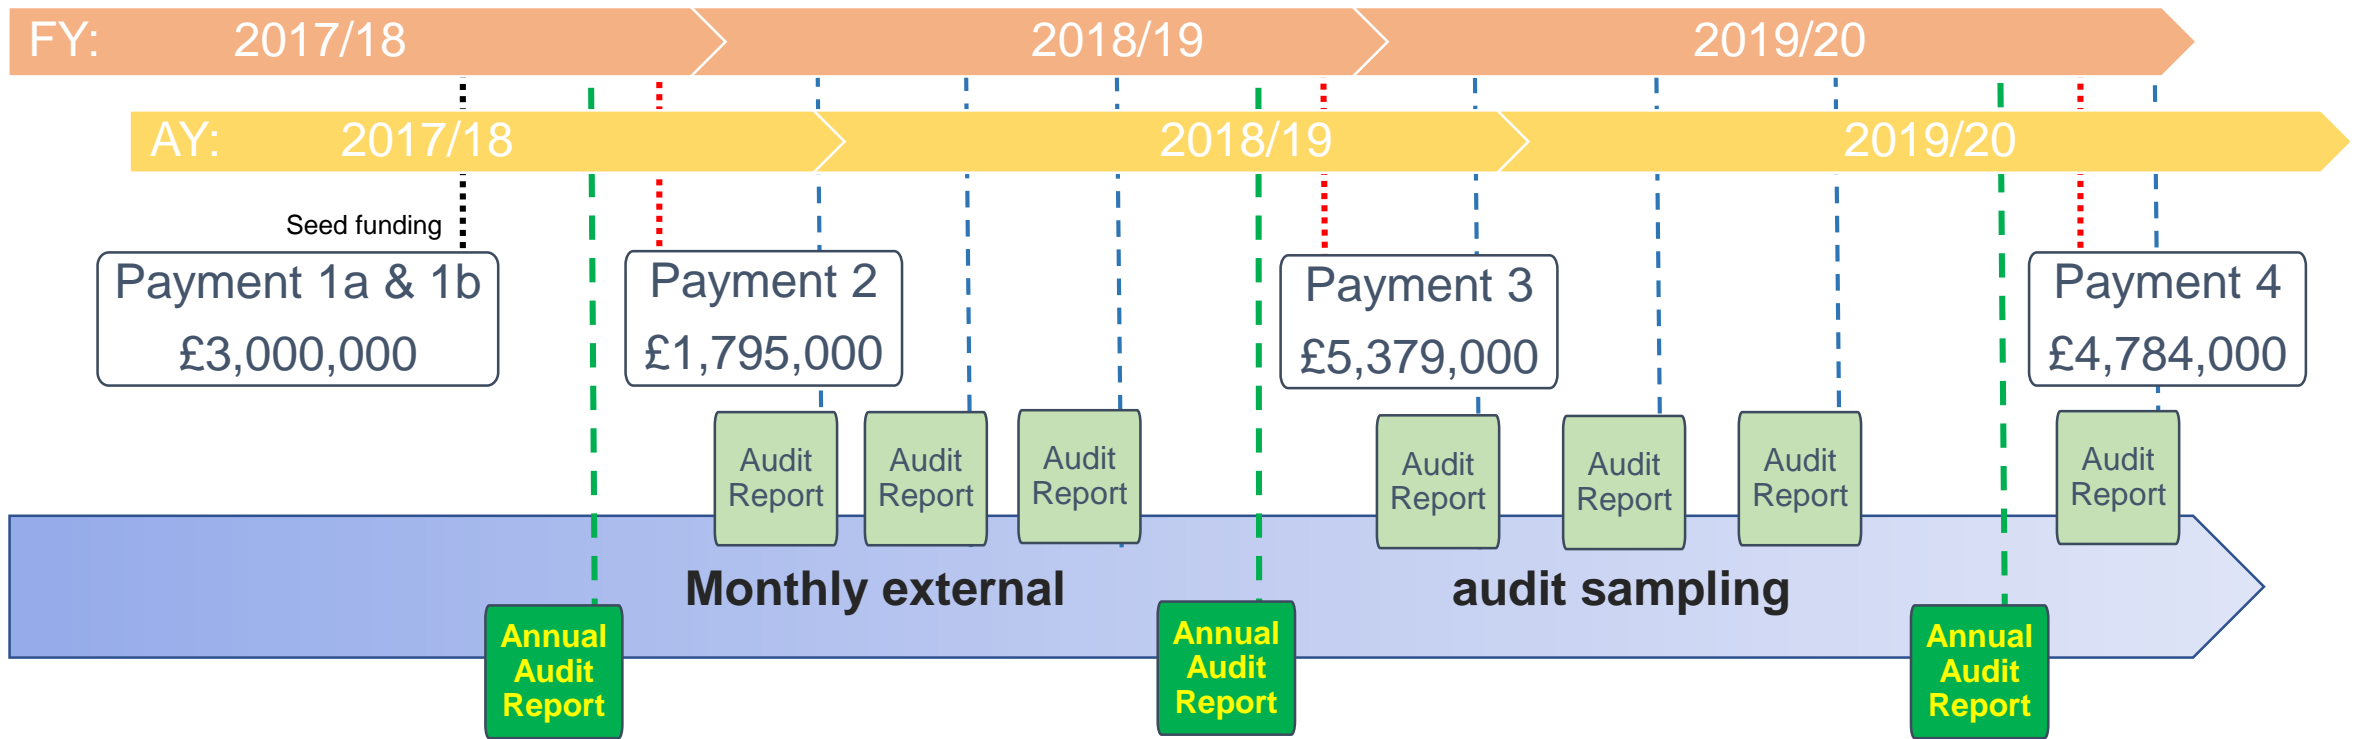 FY: 2017/18 2018/19 2019/20
AY: 2017/18 2018/19 2019/20
Seed funding
Payment 1a & 1b
£3,000,000
Payment 2
£1,795,000
Payment 3
£5,379,000
Payment 4
£4,784,000
Audit
Report
Audit
Report
Audit
Report
Audit
Report
Audit
Report
Audit
Report
Audit
Report
Monthly external audit sampling
Annual
Audit
Report
Annual
Audit
Report
Annual
Audit
Report